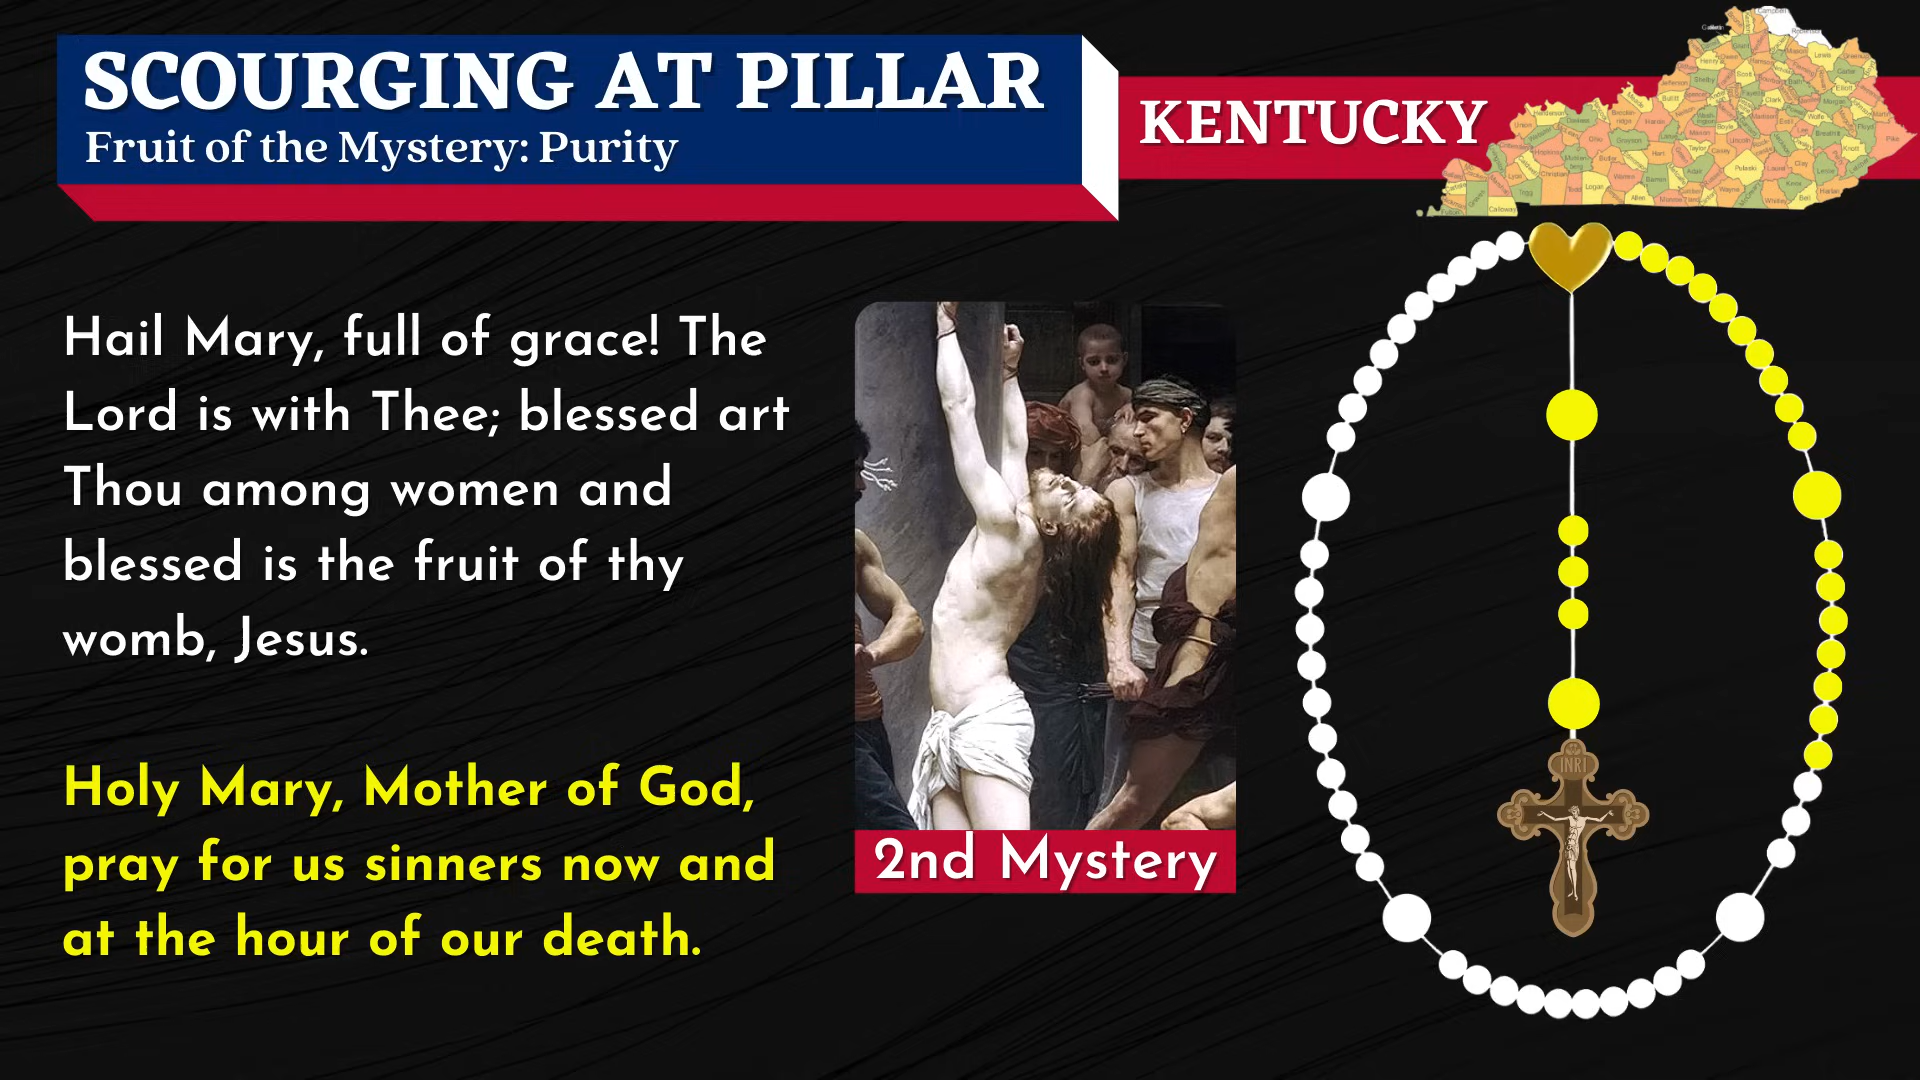 SCOURGING AT PILLAR
Fruit of the Mystery: Purity
KENTUCKY
Hail Mary, full of grace! The
Lord is with Thee; blessed art
Thou among women and
blessed is the fruit of thy
womb, Jesus.
Holy Mary, Mother of God,
pray for us sinners now and
at the hour of our death.
2nd Mystery
INRI